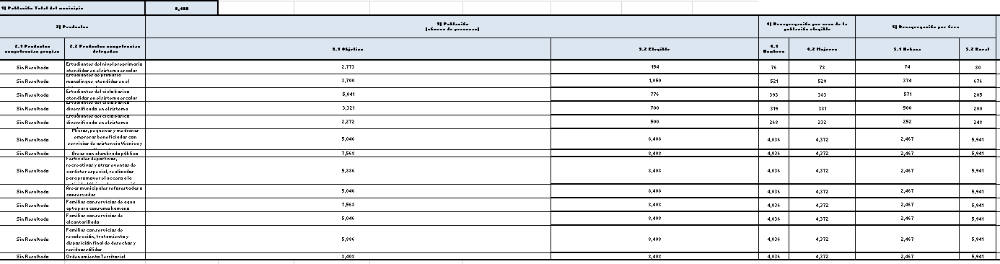 1) Población Total del municipio 8,408
2) Productos
3) Población
(número de personas)
4) Desagregación por sexo de la
población elegible
5) Desagregación por área
2.1 Productos
competencias propias
2.2 Productos competencias
delegadas
3.1 Objetivo
3.2 Elegible
4.1
Hombres
4.2 Mujeres
5.1 Urbana
5.2 Rural
Sin Resultado
Estudiantes del nivel preprimaria
atendidos en el sistema escolar
2,773 154 76 78 74 80
Sin Resultado
Estudiantes de primaria
monolingue atendidos en el
3,700 1,050 521 529 374 676
Sin Resultado
Estudiantes del ciclo basico
atendidos en el sistema escolar
5,041 776 393 383 571 205
Sin Resultado
Estudiantes del ciclo basico
diversificado en el sistema
3,321 700 319 381 500 200
Sin Resultado
Estudiantes del ciclo basico
diversificado en el sistema
2,272 500 268 232 252 248
Sin Resultado
Micros, pequeñas y medianas
empresas beneficiadas con
servicios de asistencia técnica y
5,046 8,408 4,036 4,372 2,467 5,941
Sin Resultado
Áreas con alumbrado público
7,568 8,408 4,036 4,372 2,467 5,941
Sin Resultado
Festivales deportivos,
recreativos y otros eventos de
carácter especial, realizados
para promover el acceso a la
5,886 8,408 4,036 4,372 2,467 5,941
Sin Resultado
Áreas municipales reforestadas o
conservadas
5,046 8,408 4,036 4,372 2,467 5,941
Sin Resultado
Familias con servicios de agua
apta para consumo humano
7,568 8,408 4,036 4,372 2,467 5,941
Sin Resultado
Familias con servicios de
alcantarillado
5,046 8,408 4,036 4,372 2,467 5,941
Sin Resultado
Familias con servicios de
recolección, tratamiento y
disposición final de desechos y
residuos sólidos
5,886 8,408 4,036 4,372 2,467 5,941
Sin Resultado
Ordenamiento Territorial
8,408 8,408 4,036 4,372 2,467 5,941